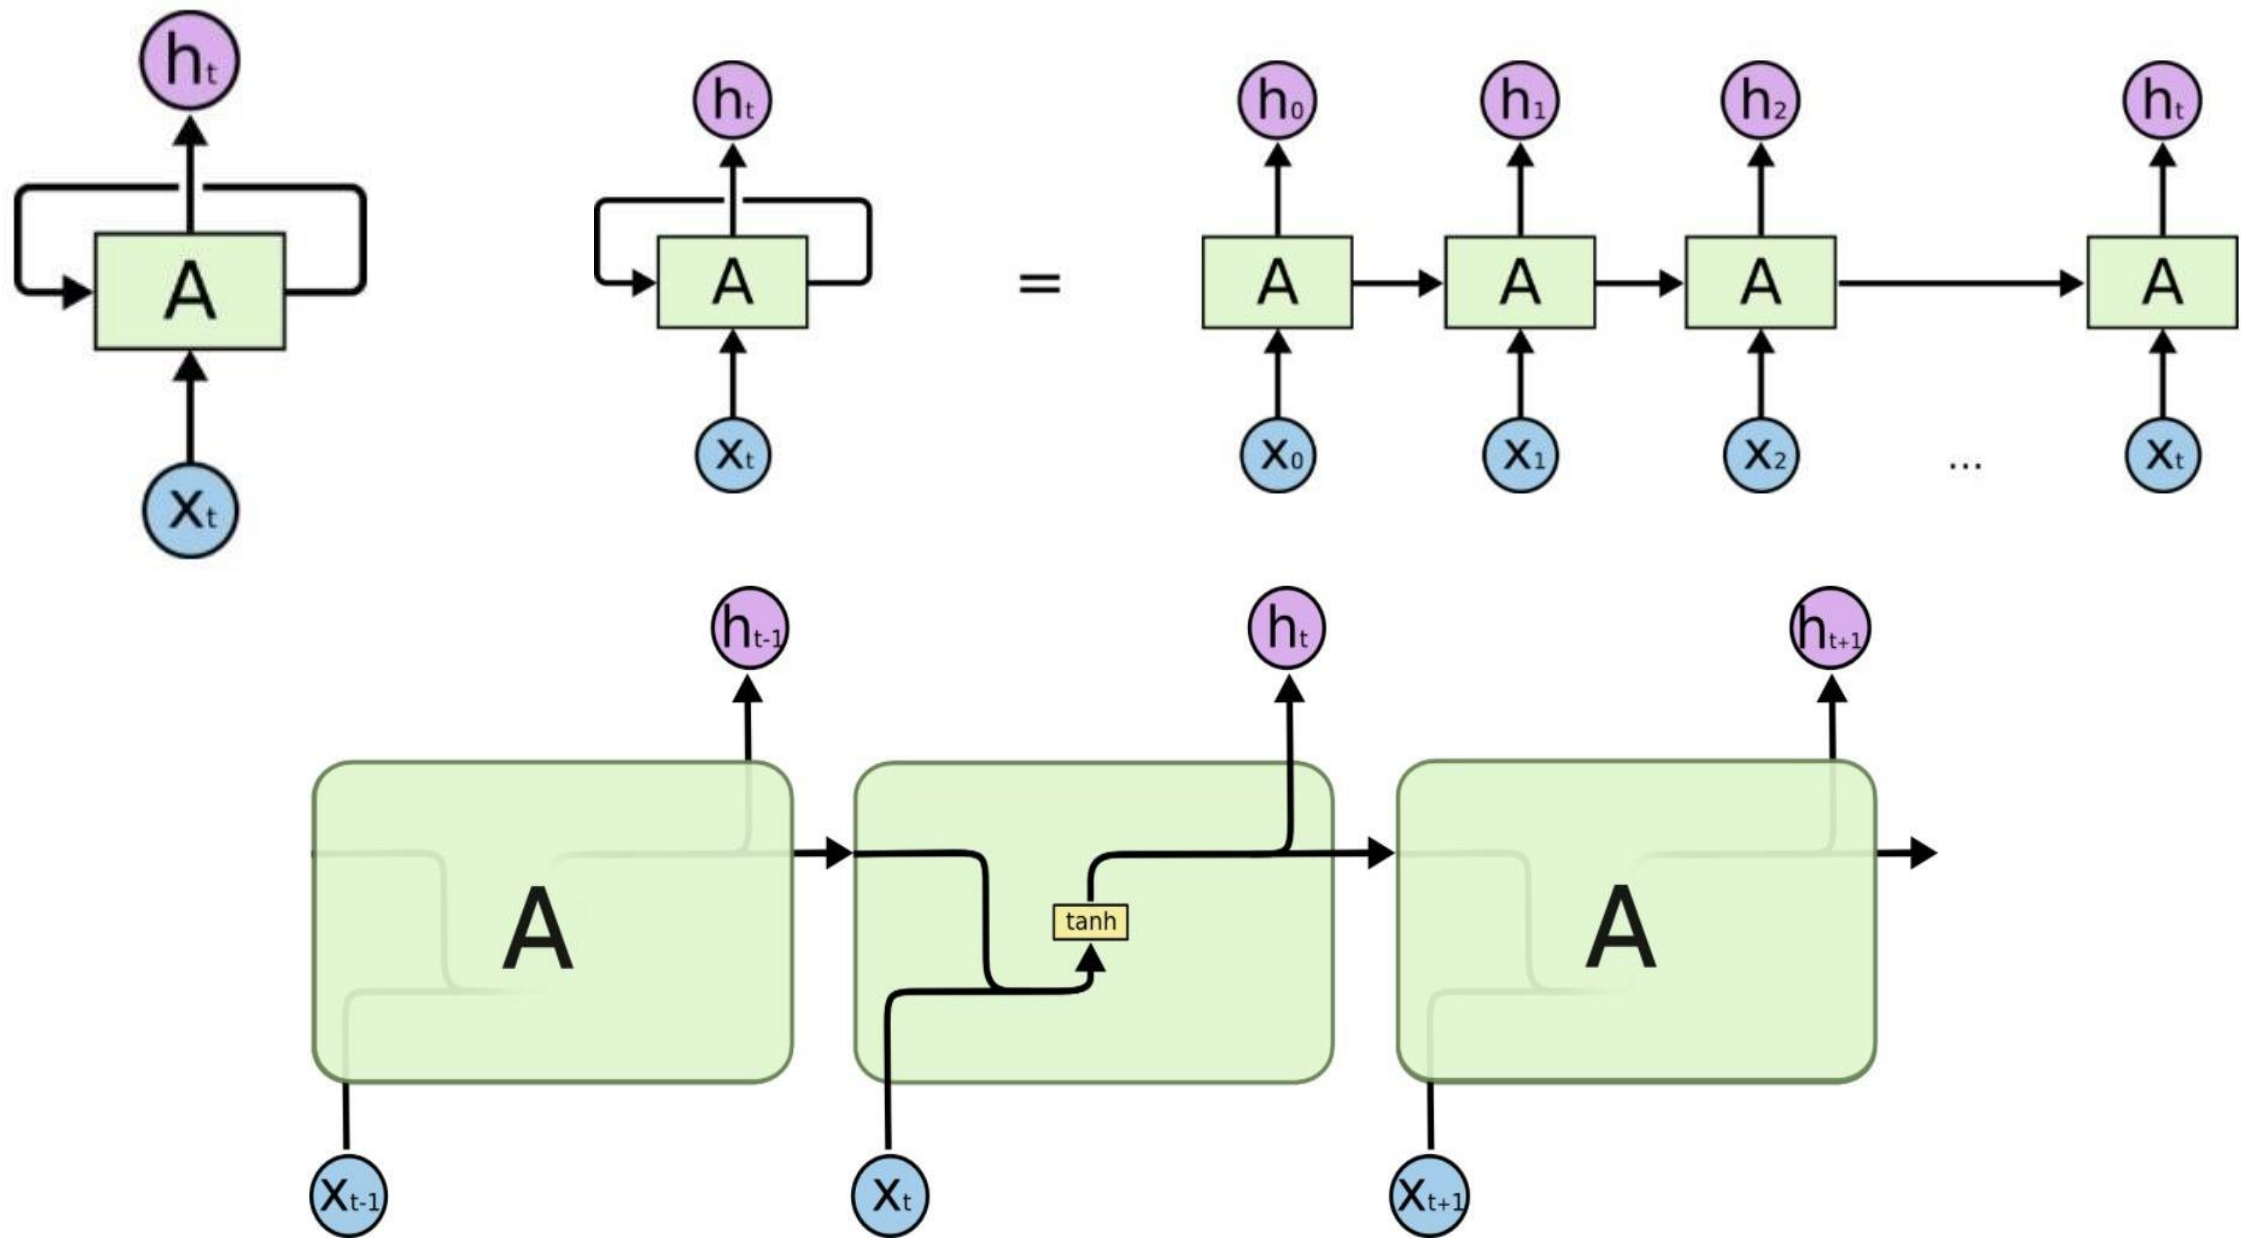 hₜ
A
xₜ
hₜ
A
xₜ
=
h₀ h₁ h₂ hₜ
A A A A
x₀ x₁ x₂ ... xₜ
hₜ₋₁ hₜ hₜ₊₁
A tanh A
xₜ₋₁ xₜ xₜ₊₁